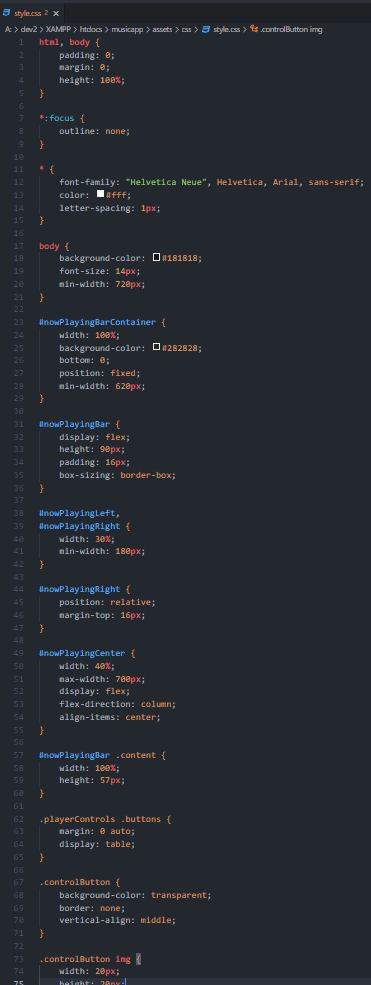 style.css 2 ×
A: > dev2 > XAMPP > htdocs > musicapp > assets > css > style.css > .controlButton img
1 html, body {
2 padding: 0;
3 margin: 0;
4 height: 100%;
5 }
6
7 *:focus {
8 outline: none;
9 }
10
11 * {
12 font-family: "Helvetica Neue", Helvetica, Arial, sans-serif;
13 color: #fff;
14 letter-spacing: 1px;
15 }
16
17 body {
18 background-color: #181818;
19 font-size: 14px;
20 min-width: 720px;
21 }
22
23 #nowPlayingBarContainer {
24 width: 100%;
25 background-color: #282828;
26 bottom: 0;
27 position: fixed;
28 min-width: 620px;
29 }
30
31 #nowPlayingBar {
32 display: flex;
33 height: 90px;
34 padding: 16px;
35 box-sizing: border-box;
36 }
37
38 #nowPlayingLeft,
39 #nowPlayingRight {
40 width: 30%;
41 min-width: 180px;
42 }
43
44 #nowPlayingRight {
45 position: relative;
46 margin-top: 16px;
47 }
48
49 #nowPlayingCenter {
50 width: 40%;
51 max-width: 700px;
52 display: flex;
53 flex-direction: column;
54 align-items: center;
55 }
56
57 #nowPlayingBar .content {
58 width: 100%;
59 height: 57px;
60 }
61
62 .playerControls .buttons {
63 margin: 0 auto;
64 display: table;
65 }
66
67 .controlButton {
68 background-color: transparent;
69 border: none;
70 vertical-align: middle;
71 }
72
73 .controlButton img {
74 width: 20px;
75 height: 20px;